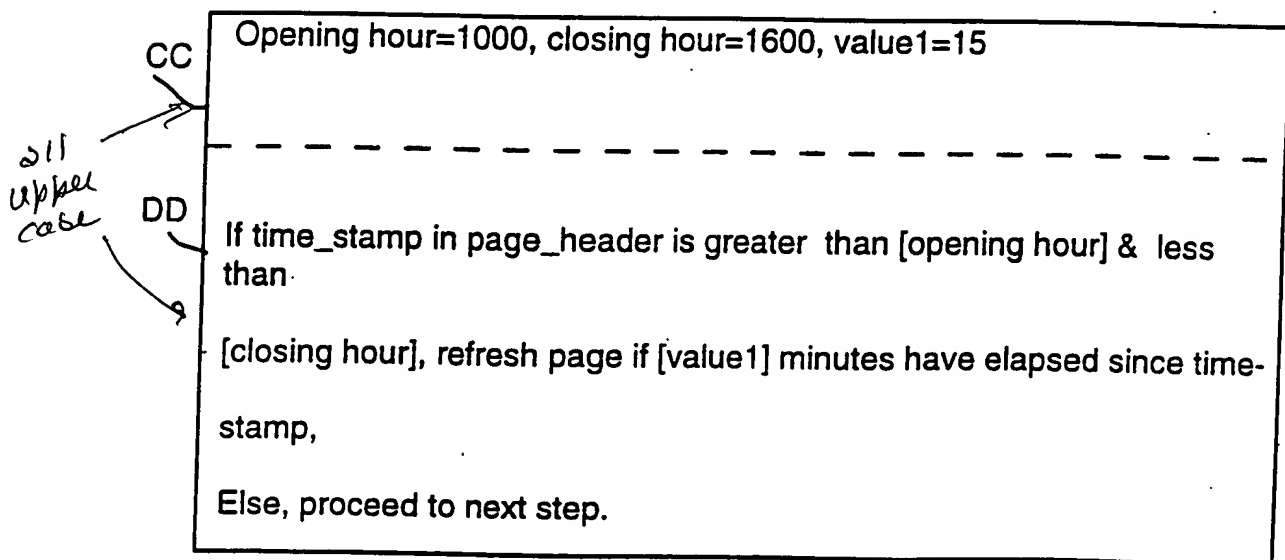 CC
Opening hour=1000, closing hour=1600, value1=15
all
upper
case
DD
If time_stamp in page_header is greater than [opening hour] & less
than
[closing hour], refresh page if [value1] minutes have elapsed since time-
stamp,
Else, proceed to next step.